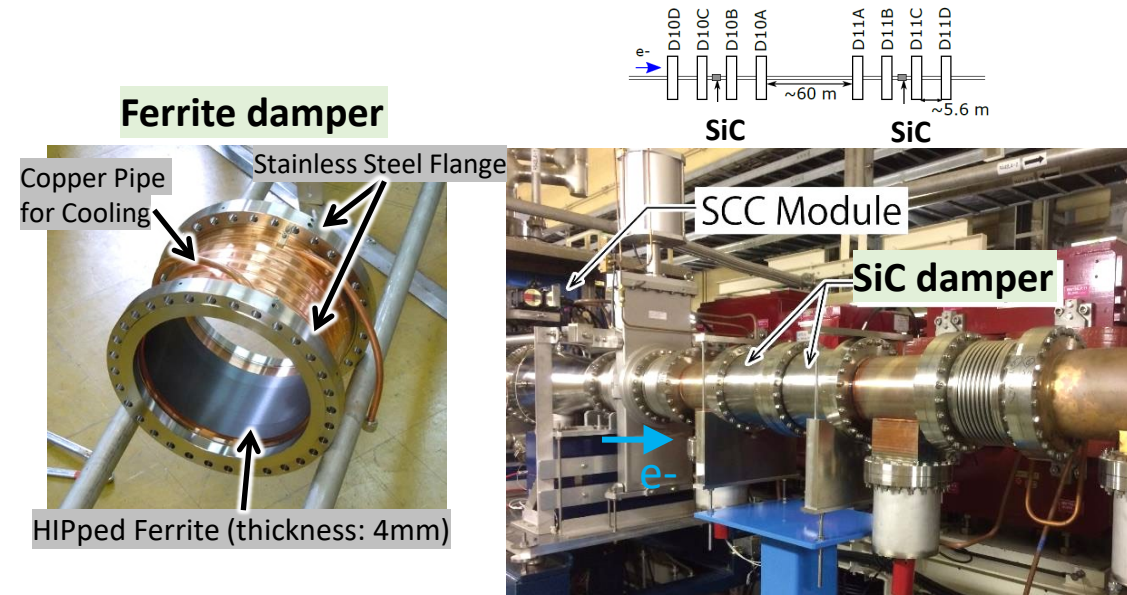 D10D
D10C
D10B
D10A
D11A
D11B
D11C
D11D
e-
~60 m
~5.6 m
SiC
SiC
Ferrite damper
Stainless Steel Flange
Copper Pipe
for Cooling
HIPped Ferrite (thickness: 4mm)
SCC Module
SiC damper
e-